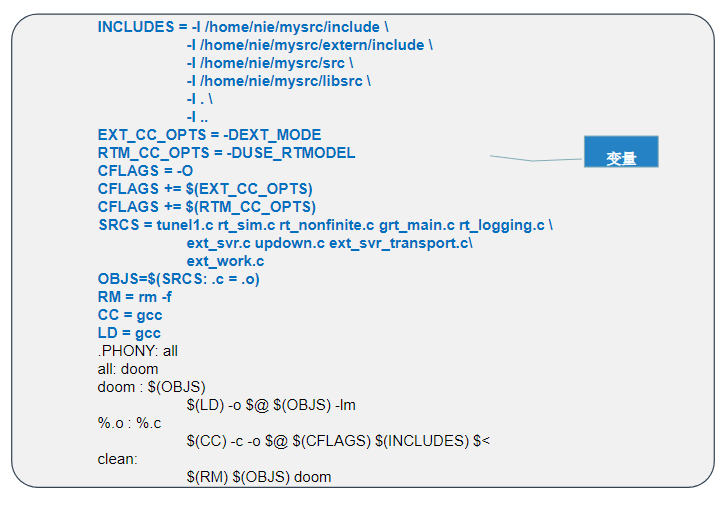 INCLUDES = -I /home/nie/mysrc/include \
-I /home/nie/mysrc/extern/include \
-I /home/nie/mysrc/src \
-I /home/nie/mysrc/libsrc \
-I . \
-I ..
EXT_CC_OPTS = -DEXT_MODE
RTM_CC_OPTS = -DUSE_RTMODEL
变量
CFLAGS = -O
CFLAGS += $(EXT_CC_OPTS)
CFLAGS += $(RTM_CC_OPTS)
SRCS = tunel1.c rt_sim.c rt_nonfinite.c grt_main.c rt_logging.c \
ext_svr.c updown.c ext_svr_transport.c\
ext_work.c
OBJS=$(SRCS: .c = .o)
RM = rm -f
CC = gcc
LD = gcc
.PHONY: all
all: doom
doom : $(OBJS)
$(LD) -o $@ $(OBJS) -lm
%.o : %.c
$(CC) -c -o $@ $(CFLAGS) $(INCLUDES) $<
clean:
$(RM) $(OBJS) doom